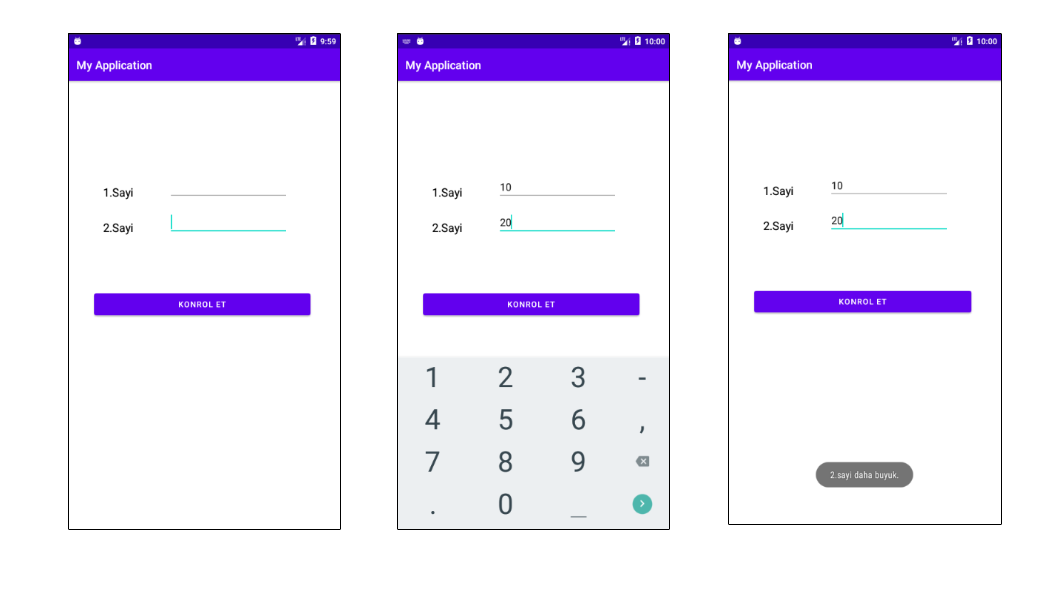 9:59
My Application
1.Sayi
2.Sayi
KONROL ET
10:00
My Application
1.Sayi 10
2.Sayi 20
KONROL ET
1 2 3 -
4 5 6 ,
7 8 9
. 0 _
10:00
My Application
1.Sayi 10
2.Sayi 20
KONROL ET
2.sayi daha buyuk.